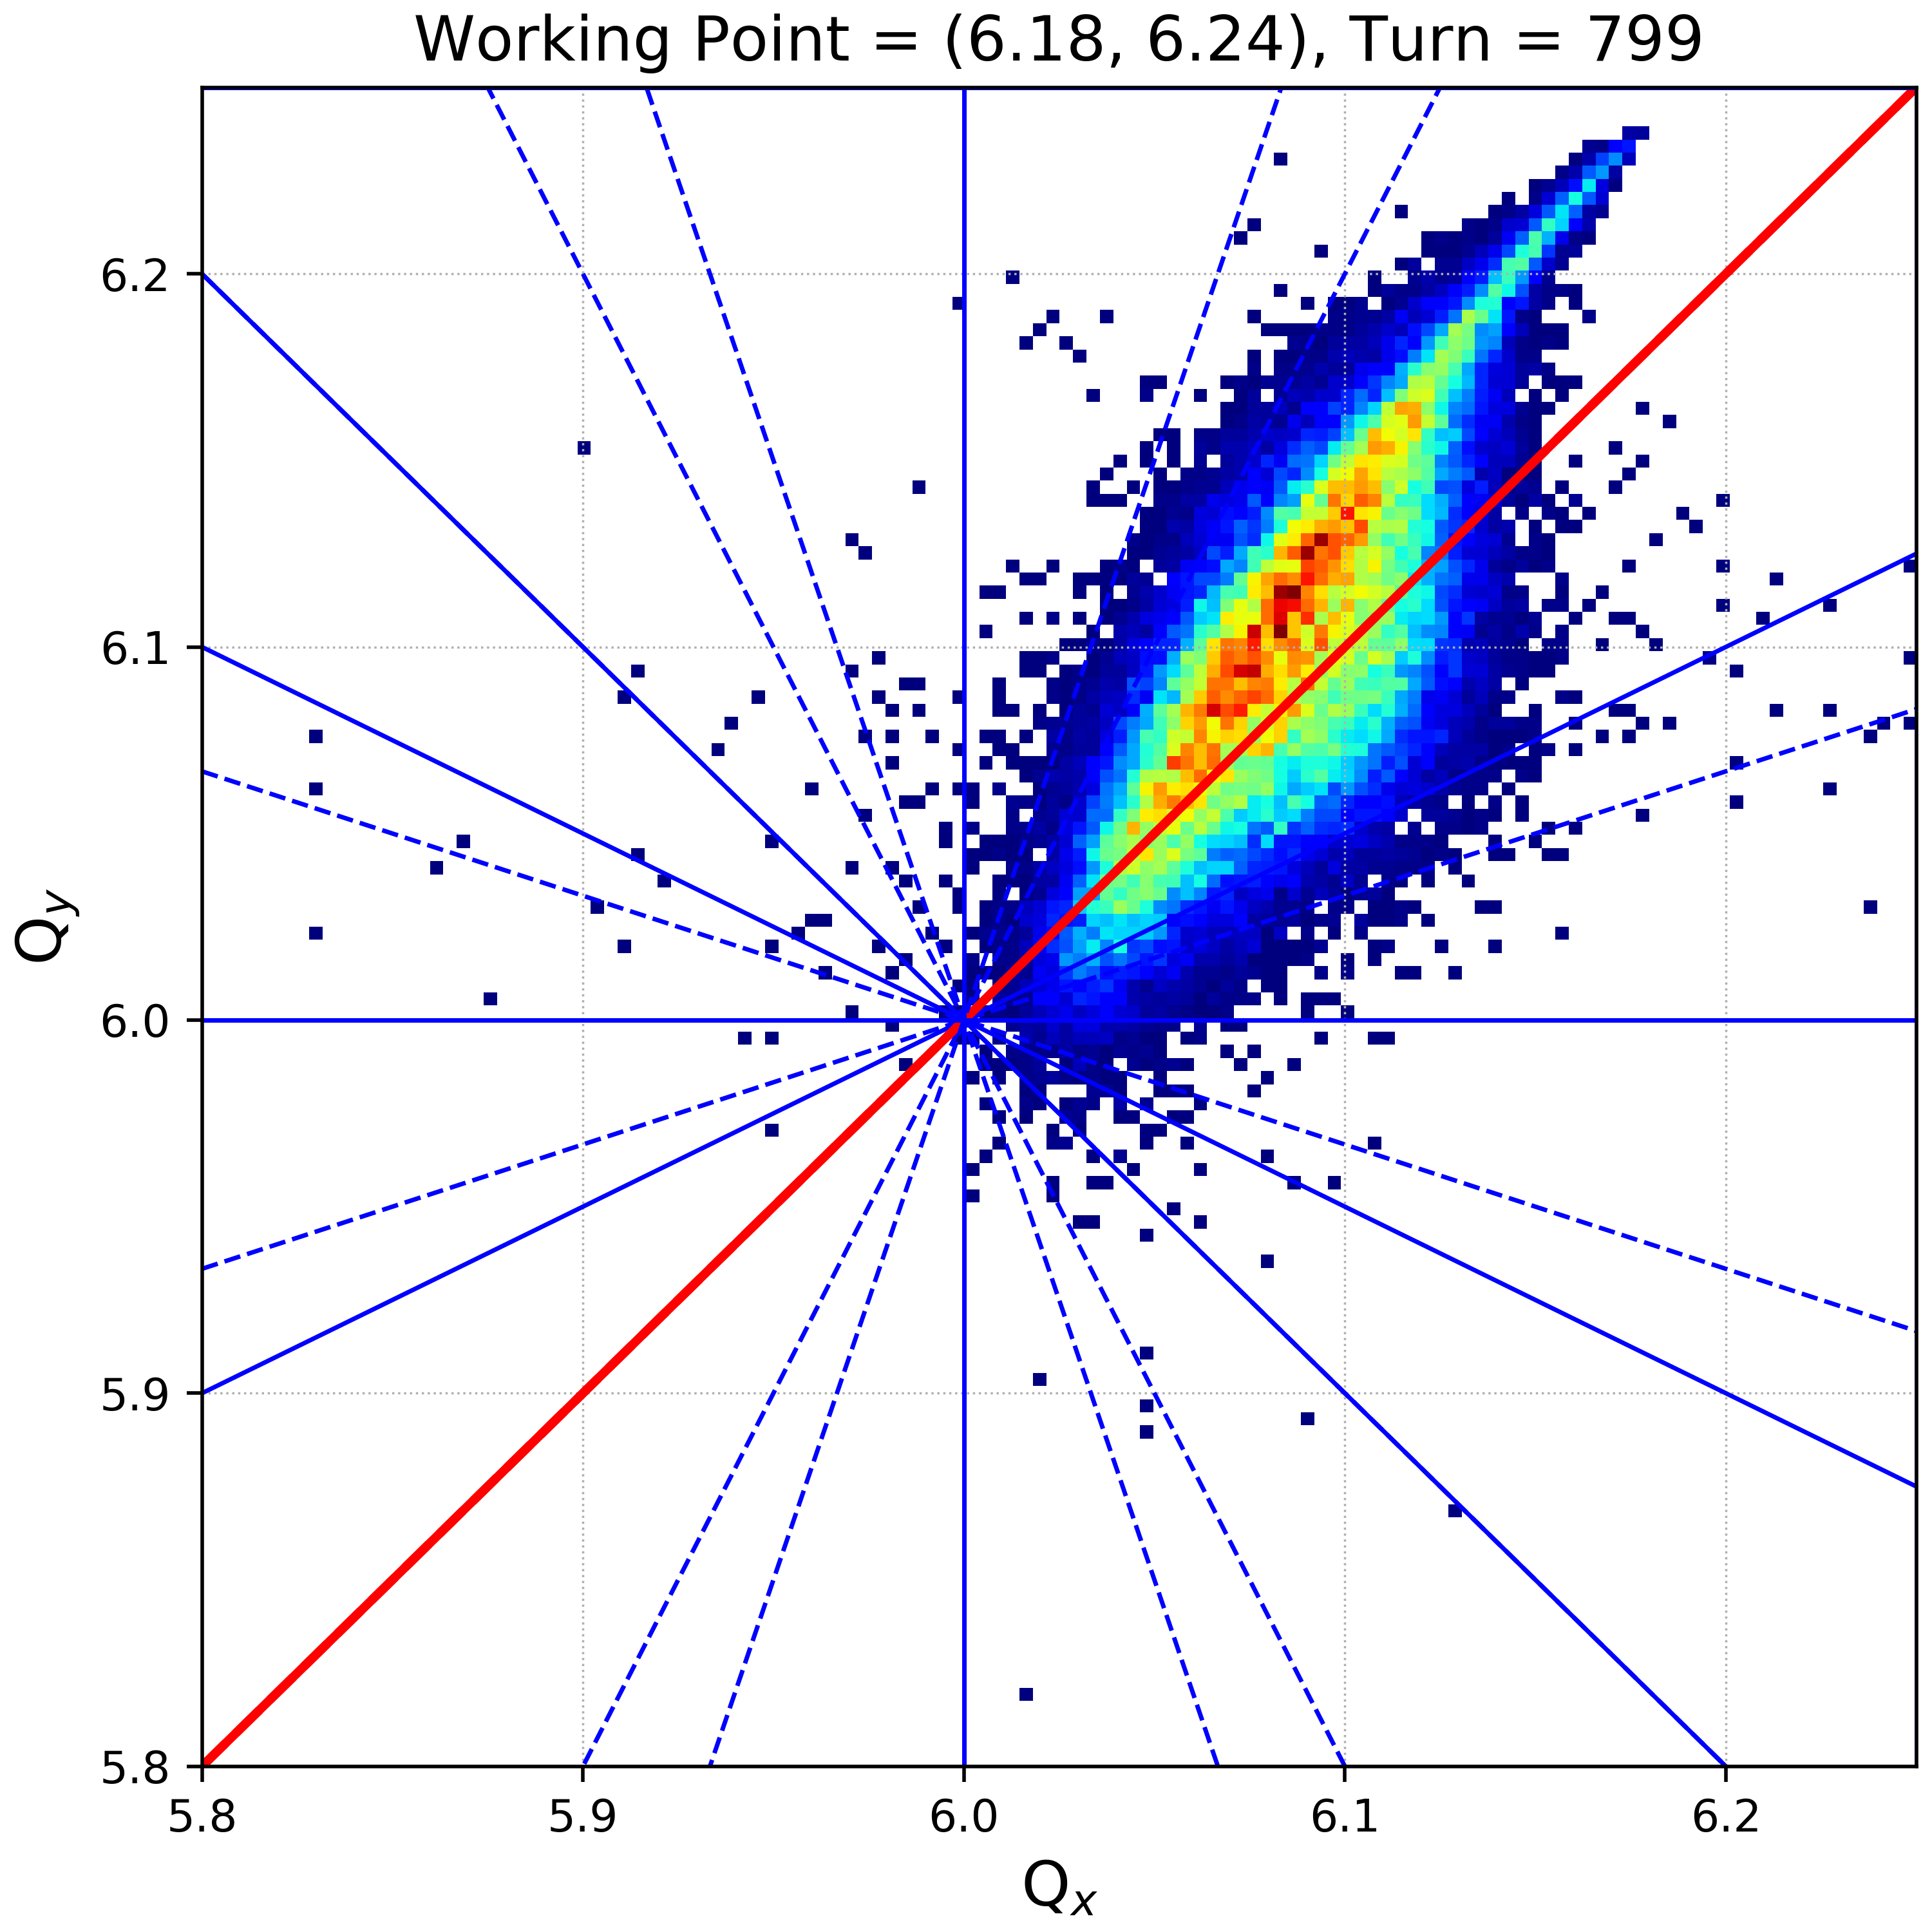 Working Point = (6.18, 6.24), Turn = 799
6.2
6.1
6.0
5.9
5.8
Qy
5.8 5.9 6.0 6.1 6.2
Qx